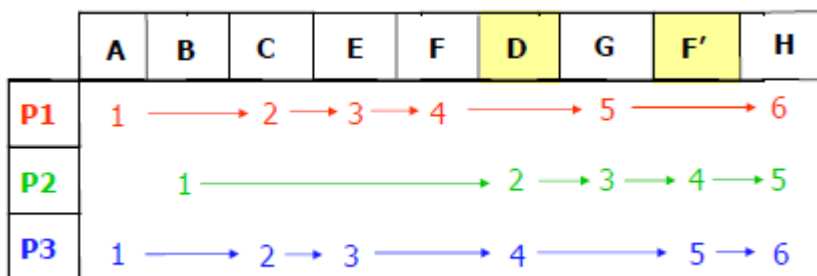 A B C E F D G F′ H
P1 1 2 3 4 5 6
P2 1 2 3 4 5
P3 1 2 3 4 5 6